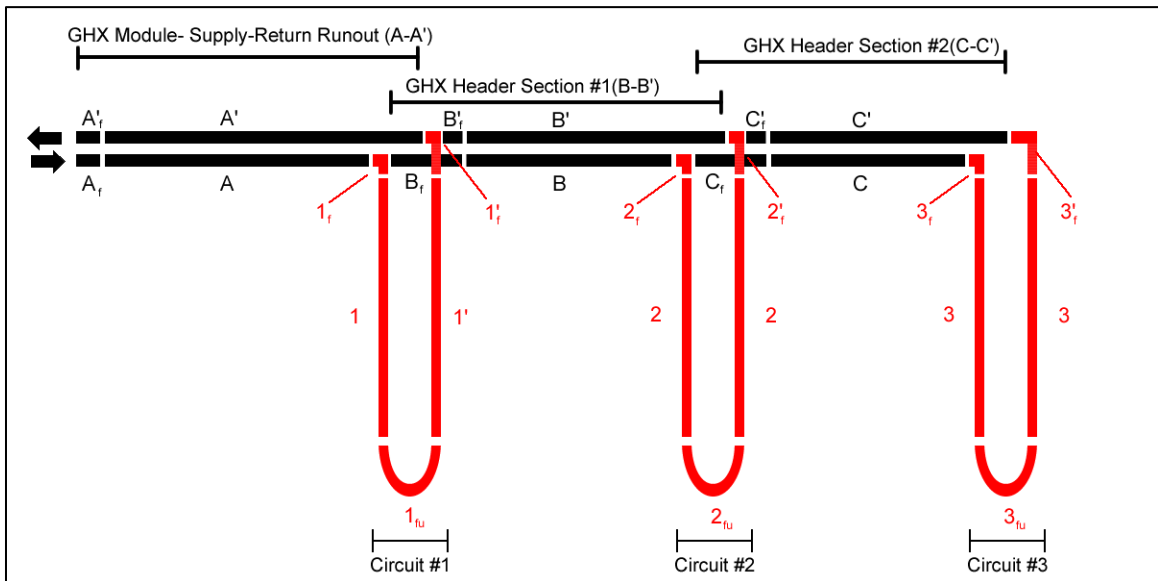 GHX Module- Supply-Return Runout (A-A')
GHX Header Section #2(C-C')
GHX Header Section #1(B-B')
A'f A' B'f B' C'f C'
Af A Bf B Cf C
1f 1'f 2f 2'f 3f 3'f
1 1' 2 2 3 3
1fu 2fu 3fu
Circuit #1 Circuit #2 Circuit #3